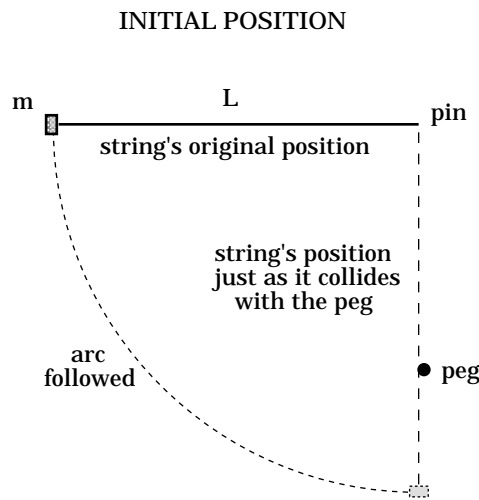 INITIAL POSITION
m
L
pin
string's original position
string's position
just as it collides
with the peg
arc
followed
peg